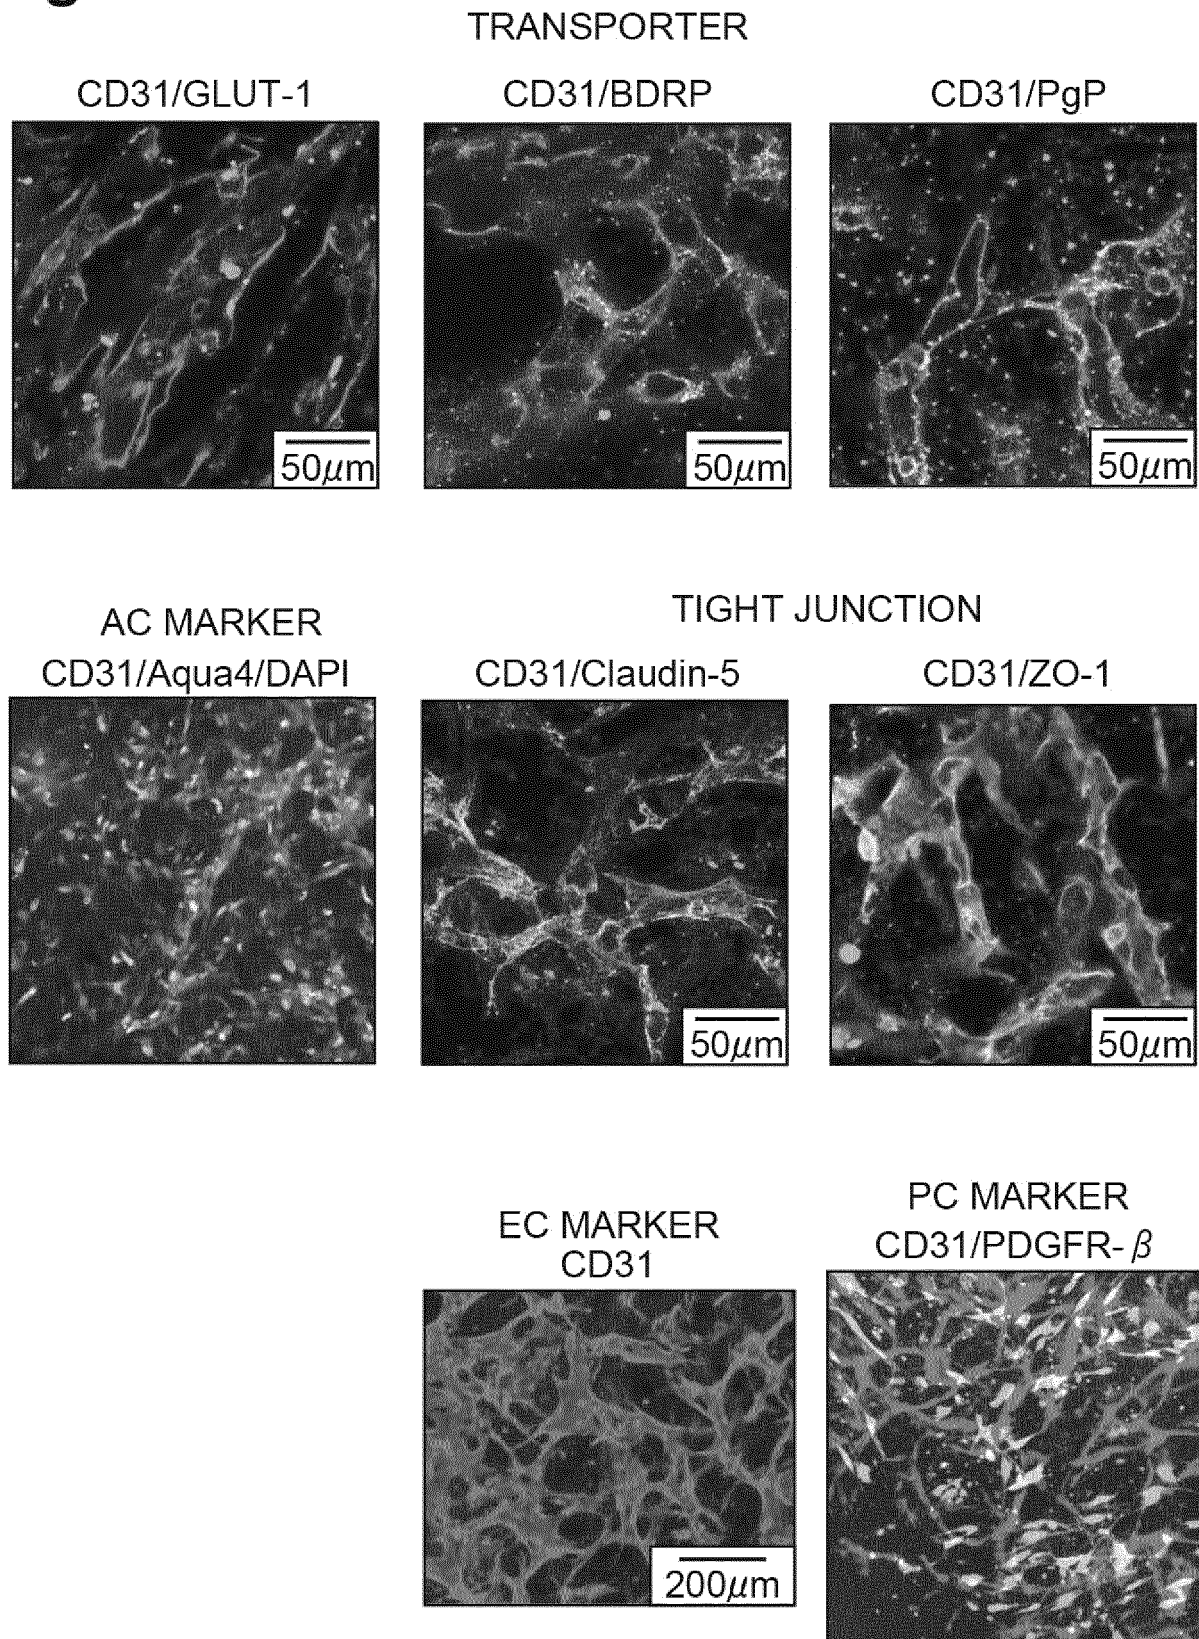 TRANSPORTER
CD31/GLUT-1
CD31/BDRP
CD31/PgP
50μm
50μm
50μm
AC MARKER
TIGHT JUNCTION
CD31/Aqua4/DAPI
CD31/Claudin-5
CD31/ZO-1
50μm
50μm
EC MARKER
CD31
PC MARKER
CD31/PDGFR-β
200μm